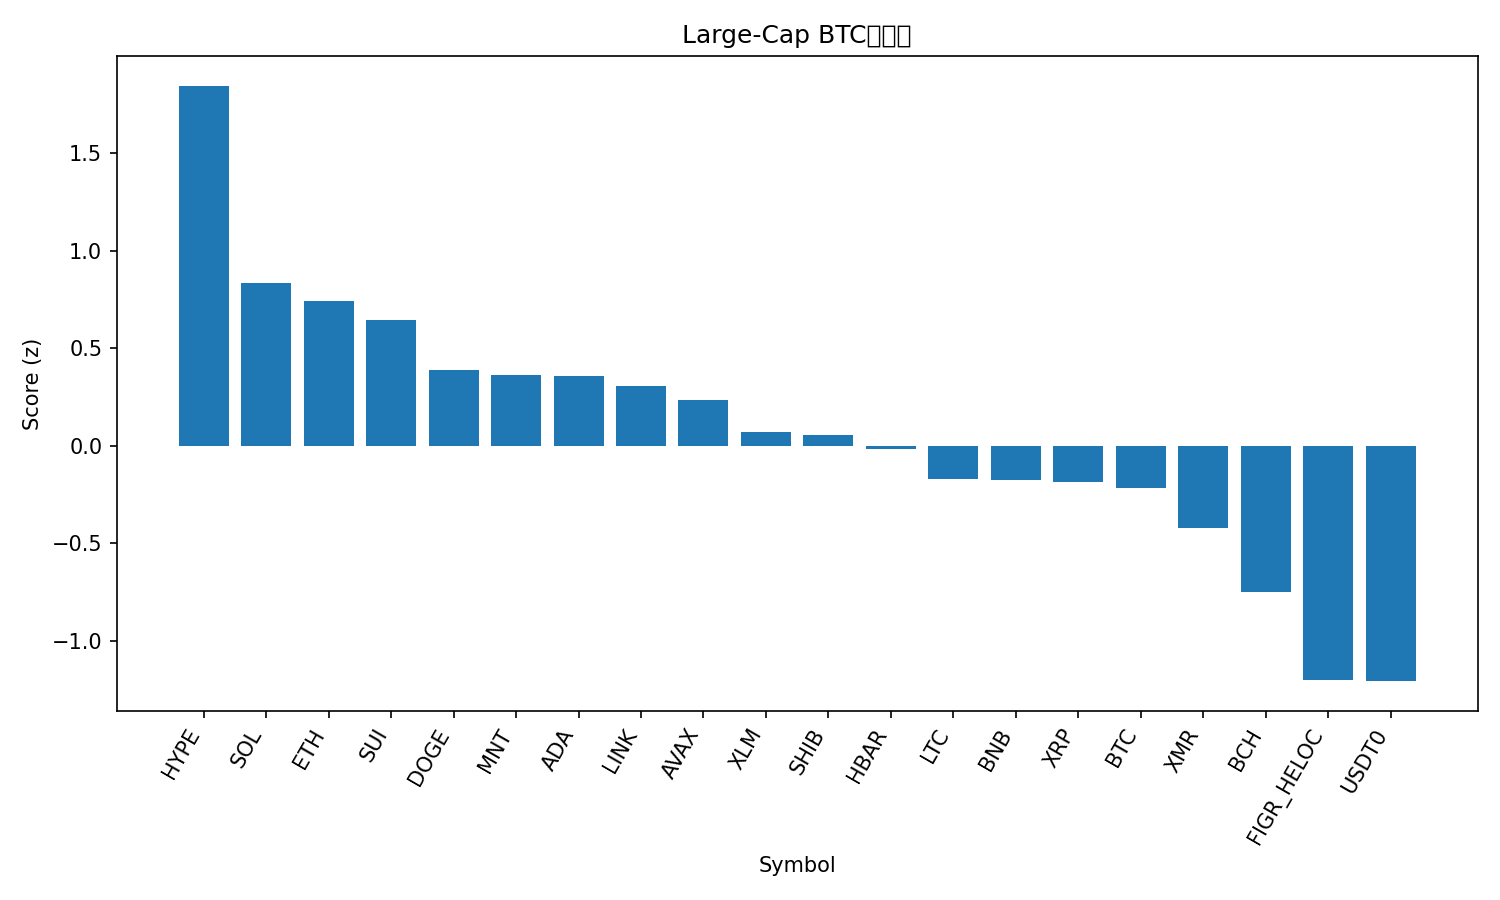 Large-Cap BTC
Score (z)
1.5
1.0
0.5
0.0
−0.5
−1.0
HYPE
SOL
ETH
SUI
DOGE
MNT
ADA
LINK
AVAX
XLM
SHIB
HBAR
LTC
BNB
XRP
BTC
XMR
BCH
FIGR_HELOC
USDT0
Symbol